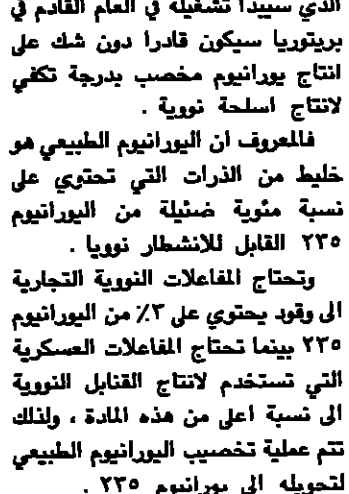 الذي سيبدأ تشغيله في العام القادم في
بريتوريا سيكون قادرا دون شك على
انتاج يورانيوم مخصب بدرجة تكفي
لانتاج اسلحة نووية .
فالمعروف ان اليورانيوم الطبيعي هو
خليط من الذرات التي تحتوي على
نسبة مئوية ضئيلة من اليورانيوم
٢٣٥ القابل للانشطار نوويا .
وتحتاج المفاعلات النووية التجارية
الى وقود يحتوي على ٣٪ من اليورانيوم
٢٣٥ بينما تحتاج المفاعلات العسكرية
التي تستخدم لانتاج القنابل النووية
الى نسبة اعلى من هذه المادة ، ولذلك
تتم عملية تخصيب اليورانيوم الطبيعي
لتحويله الى يورانيوم ٢٣٥ .